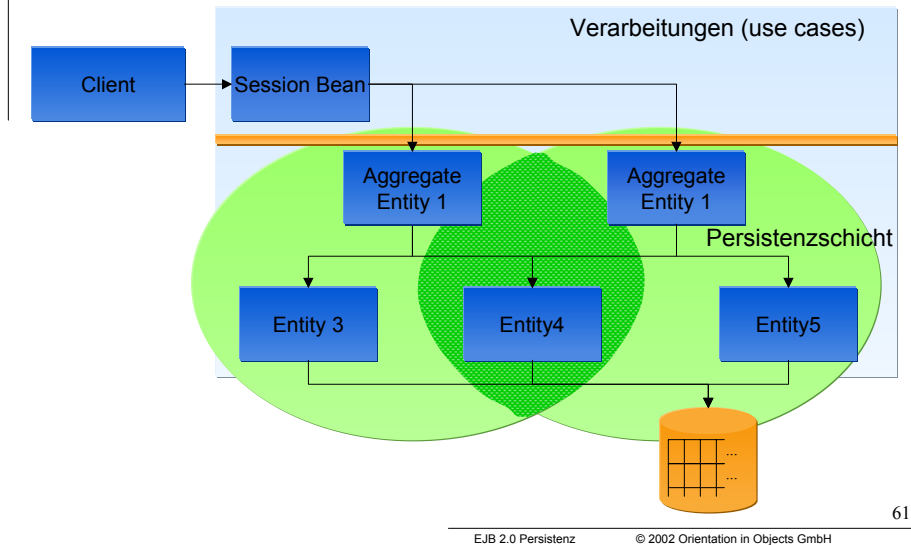 Verarbeitungen (use cases)
Client
Session Bean
Aggregate
Entity 1
Aggregate
Entity 1
Persistenzschicht
Entity 3
Entity4
Entity5
...
...
61
EJB 2.0 Persistenz
© 2002 Orientation in Objects GmbH